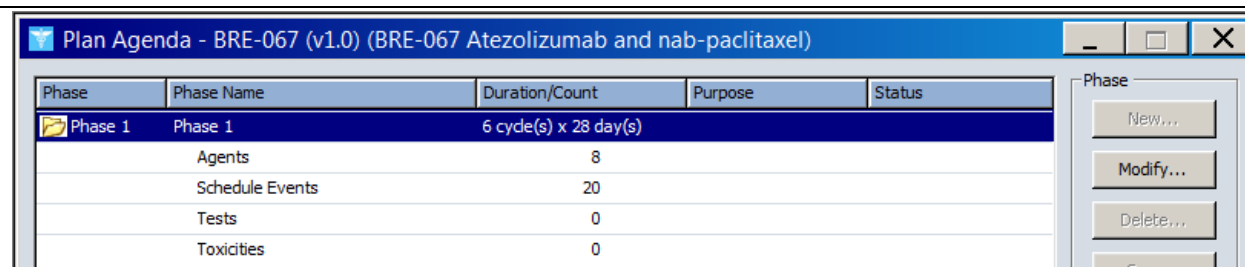 Plan Agenda - BRE-067 (v1.0) (BRE-067 Atezolizumab and nab-paclitaxel)
Phase Phase Name Duration/Count Purpose Status
Phase 1 Phase 1 6 cycle(s) x 28 day(s)
Agents 8
Schedule Events 20
Tests 0
Toxicities 0
Phase
New...
Modify...
Delete...